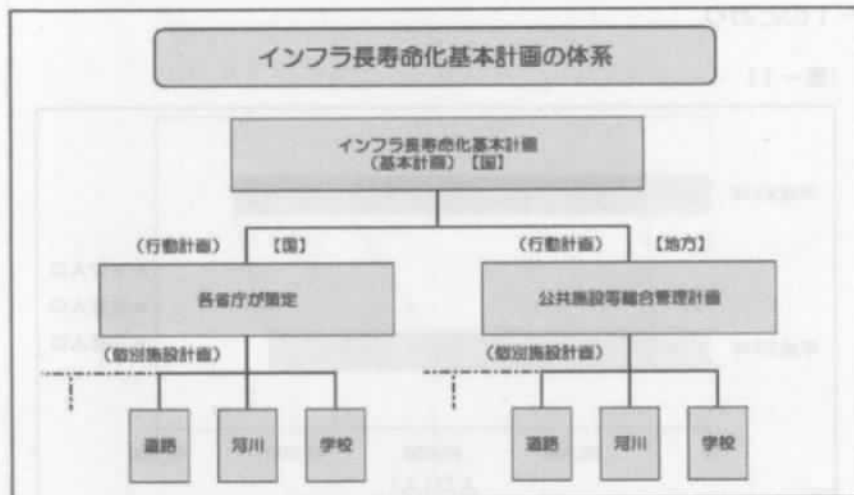 インフラ長寿命化基本計画の体系
インフラ長寿命化基本計画
(基本計画)【国】
(行動計画) 【国】
(行動計画) 【地方】
各省庁が策定
公共施設等総合管理計画
(個別施設計画)
(個別施設計画)
道路 河川 学校
道路 河川 学校